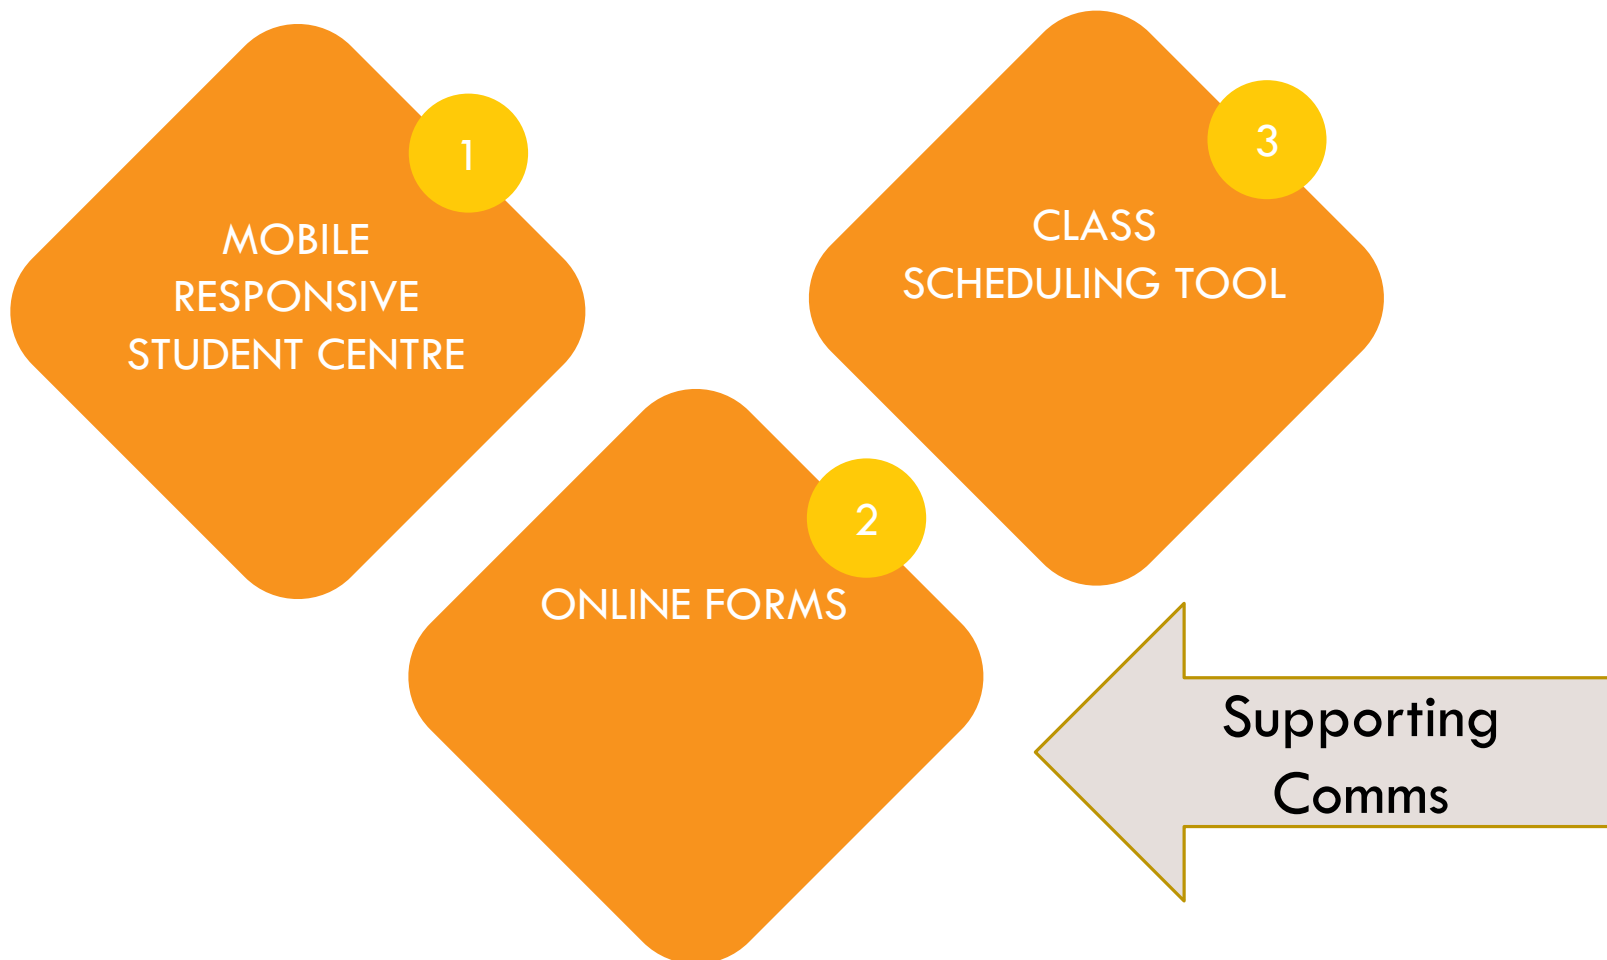 1
MOBILE
RESPONSIVE
STUDENT CENTRE
2
ONLINE FORMS
3
CLASS
SCHEDULING TOOL
Supporting
Comms